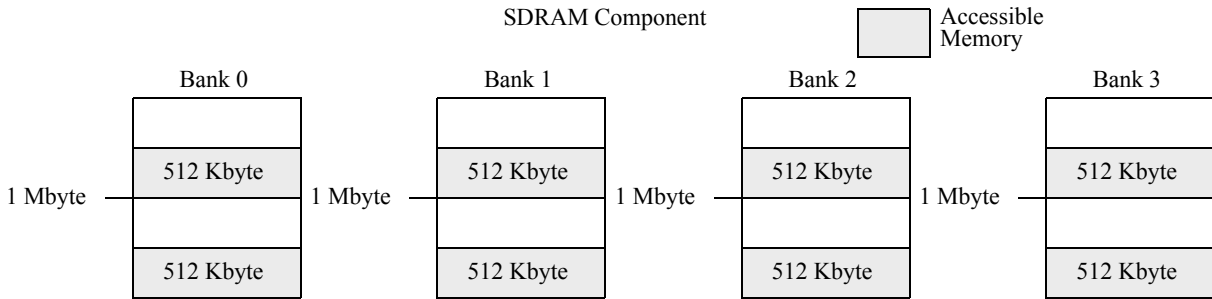 SDRAM Component
Accessible
Memory
Bank 0
Bank 1
Bank 2
Bank 3
512 Kbyte
512 Kbyte
512 Kbyte
512 Kbyte
1 Mbyte
1 Mbyte
1 Mbyte
1 Mbyte
512 Kbyte
512 Kbyte
512 Kbyte
512 Kbyte